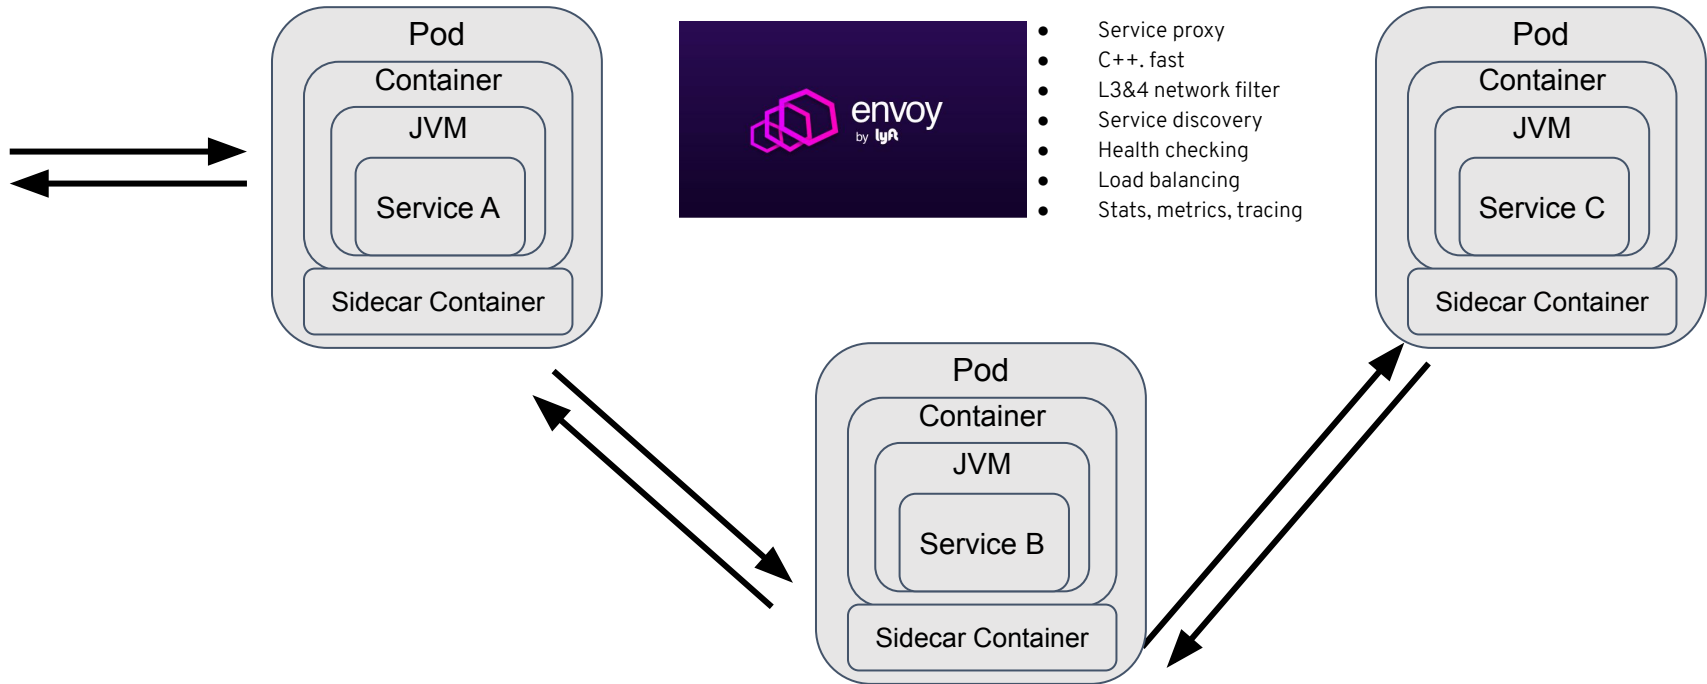 Pod
Container
JVM
Service A
Sidecar Container
envoy
by lyft
● Service proxy
● C++. fast
● L3&4 network filter
● Service discovery
● Health checking
● Load balancing
● Stats, metrics, tracing
Pod
Container
JVM
Service C
Sidecar Container
Pod
Container
JVM
Service B
Sidecar Container